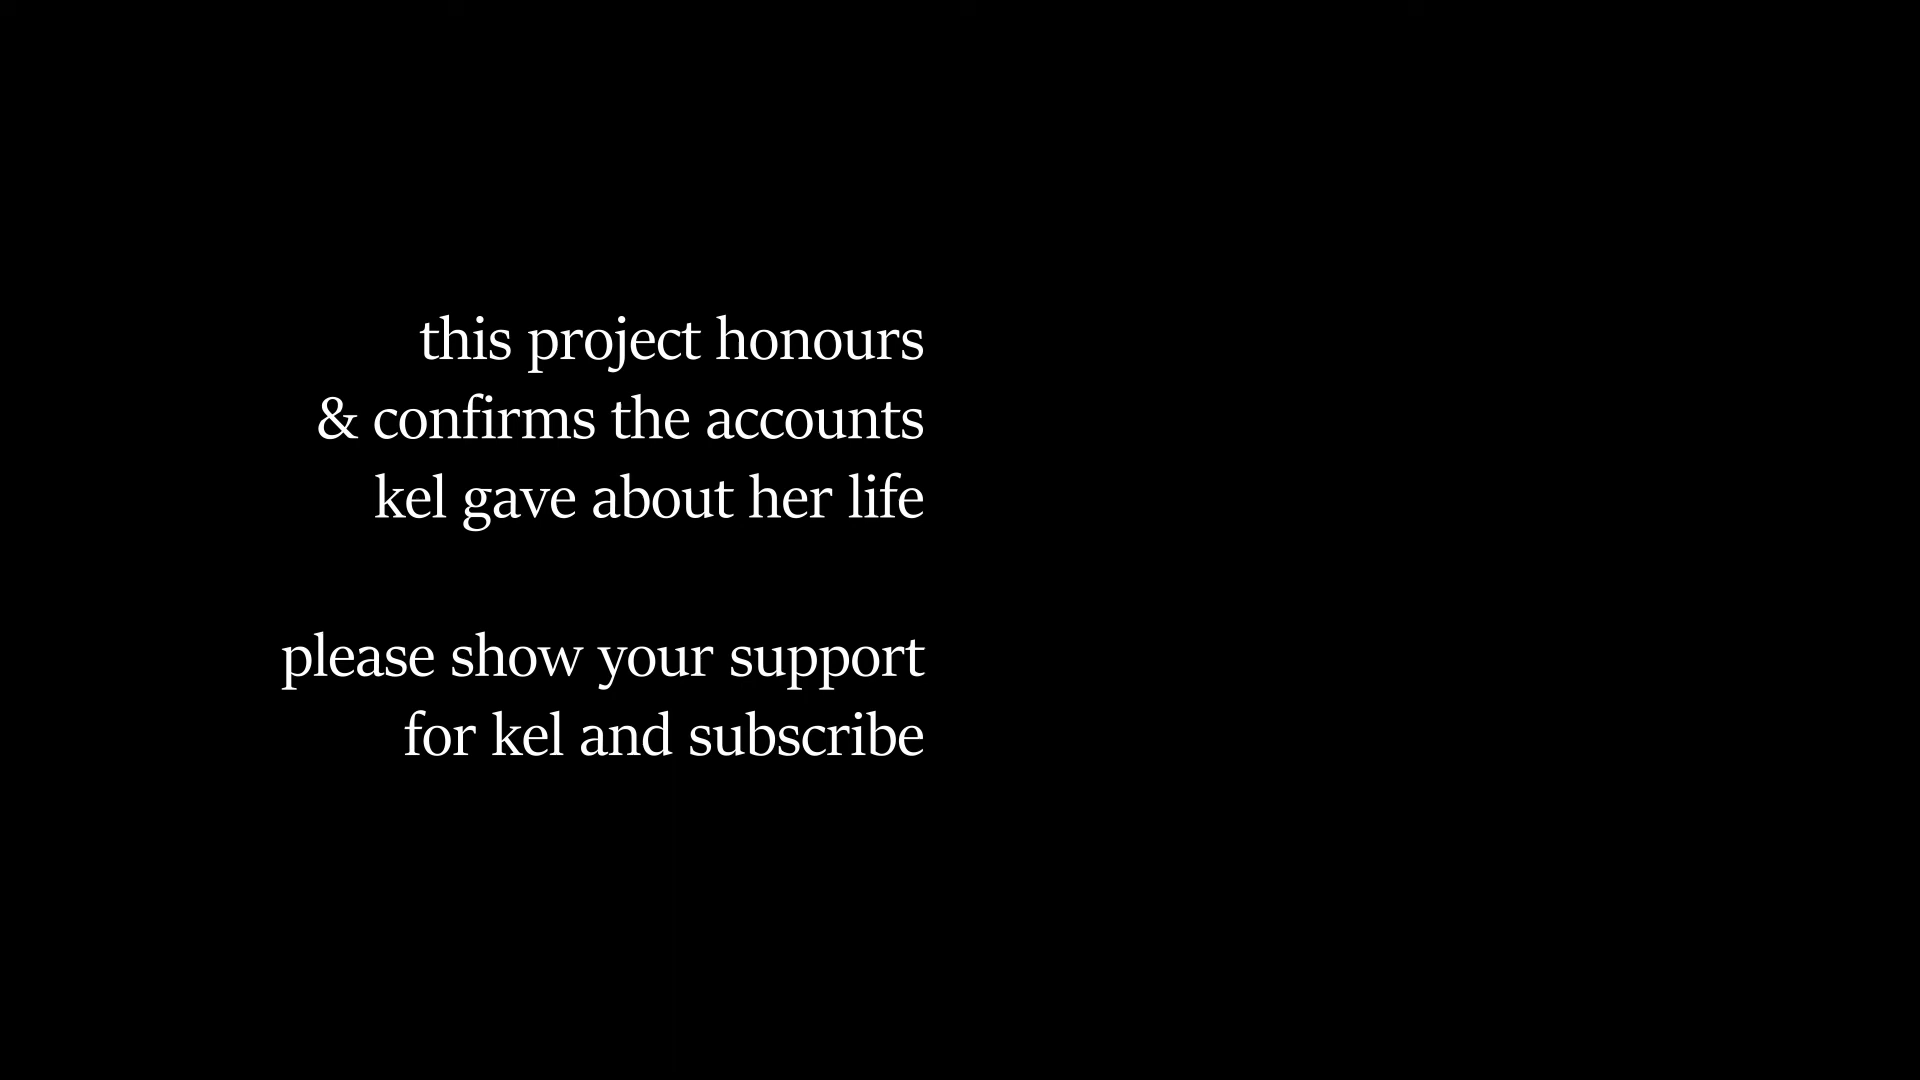 this project honours
& confirms the accounts
kel gave about her life
please show your support
for kel and subscribe